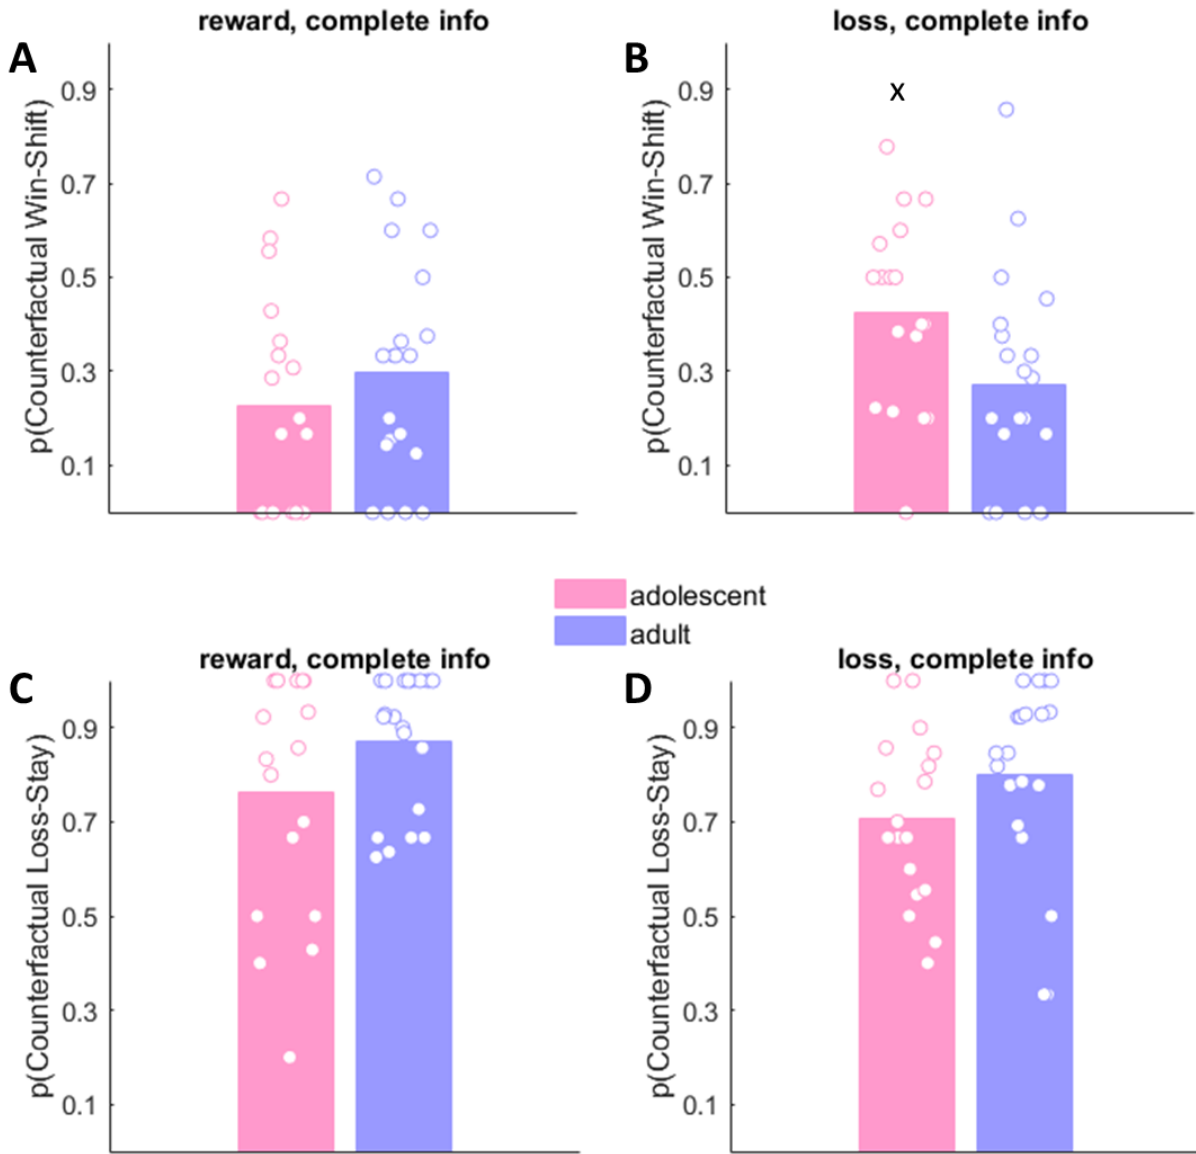 A
reward, complete info
p(Counterfactual Win-Shift)
0.9
0.7
0.5
0.3
0.1
B
loss, complete info
p(Counterfactual Win-Shift)
0.9
0.7
0.5
0.3
0.1
x
adolescent
adult
C
reward, complete info
p(Counterfactual Loss-Stay)
0.9
0.7
0.5
0.3
0.1
D
loss, complete info
p(Counterfactual Loss-Stay)
0.9
0.7
0.5
0.3
0.1